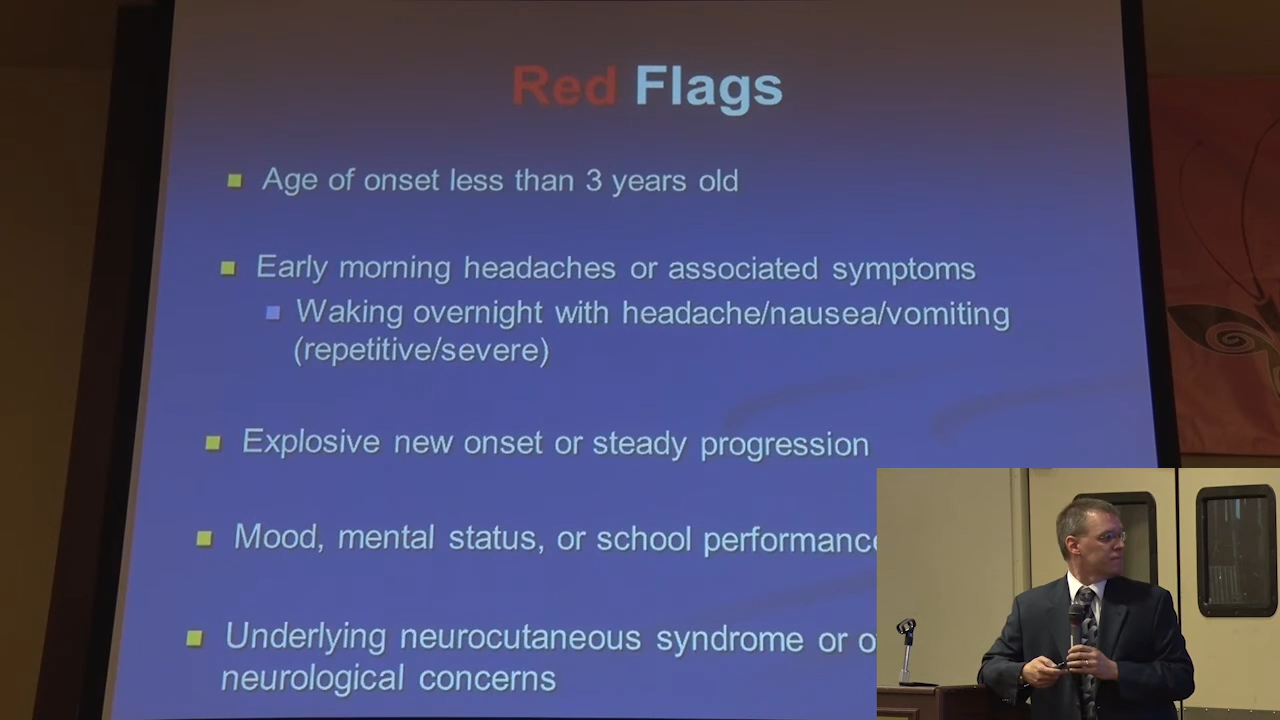 Red Flags
Age of onset less than 3 years old
Early morning headaches or associated symptoms
Waking overnight with headache/nausea/vomiting
(repetitive/severe)
Explosive new onset or steady progression
Mood, mental status, or school performance
Underlying neurocutaneous syndrome or
neurological concerns